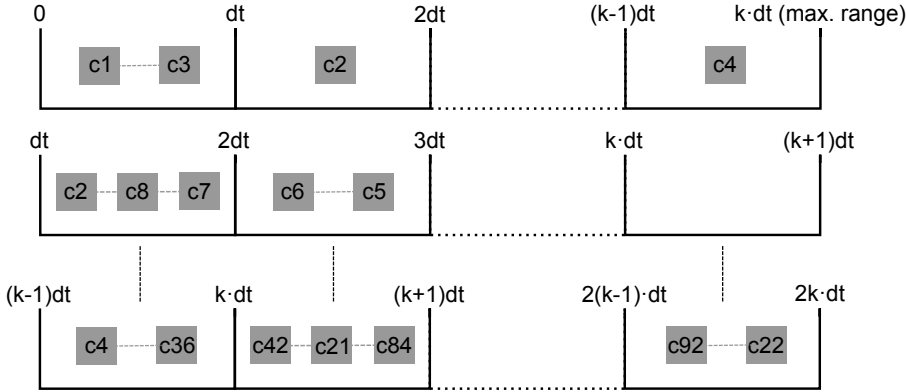 0 dt 2dt (k-1)dt k·dt (max. range)
c1 c3 c2 c4
dt 2dt 3dt k·dt (k+1)dt
c2 c8 c7 c6 c5
(k-1)dt k·dt (k+1)dt 2(k-1)·dt 2k·dt
c4 c36 c42 c21 c84 c92 c22